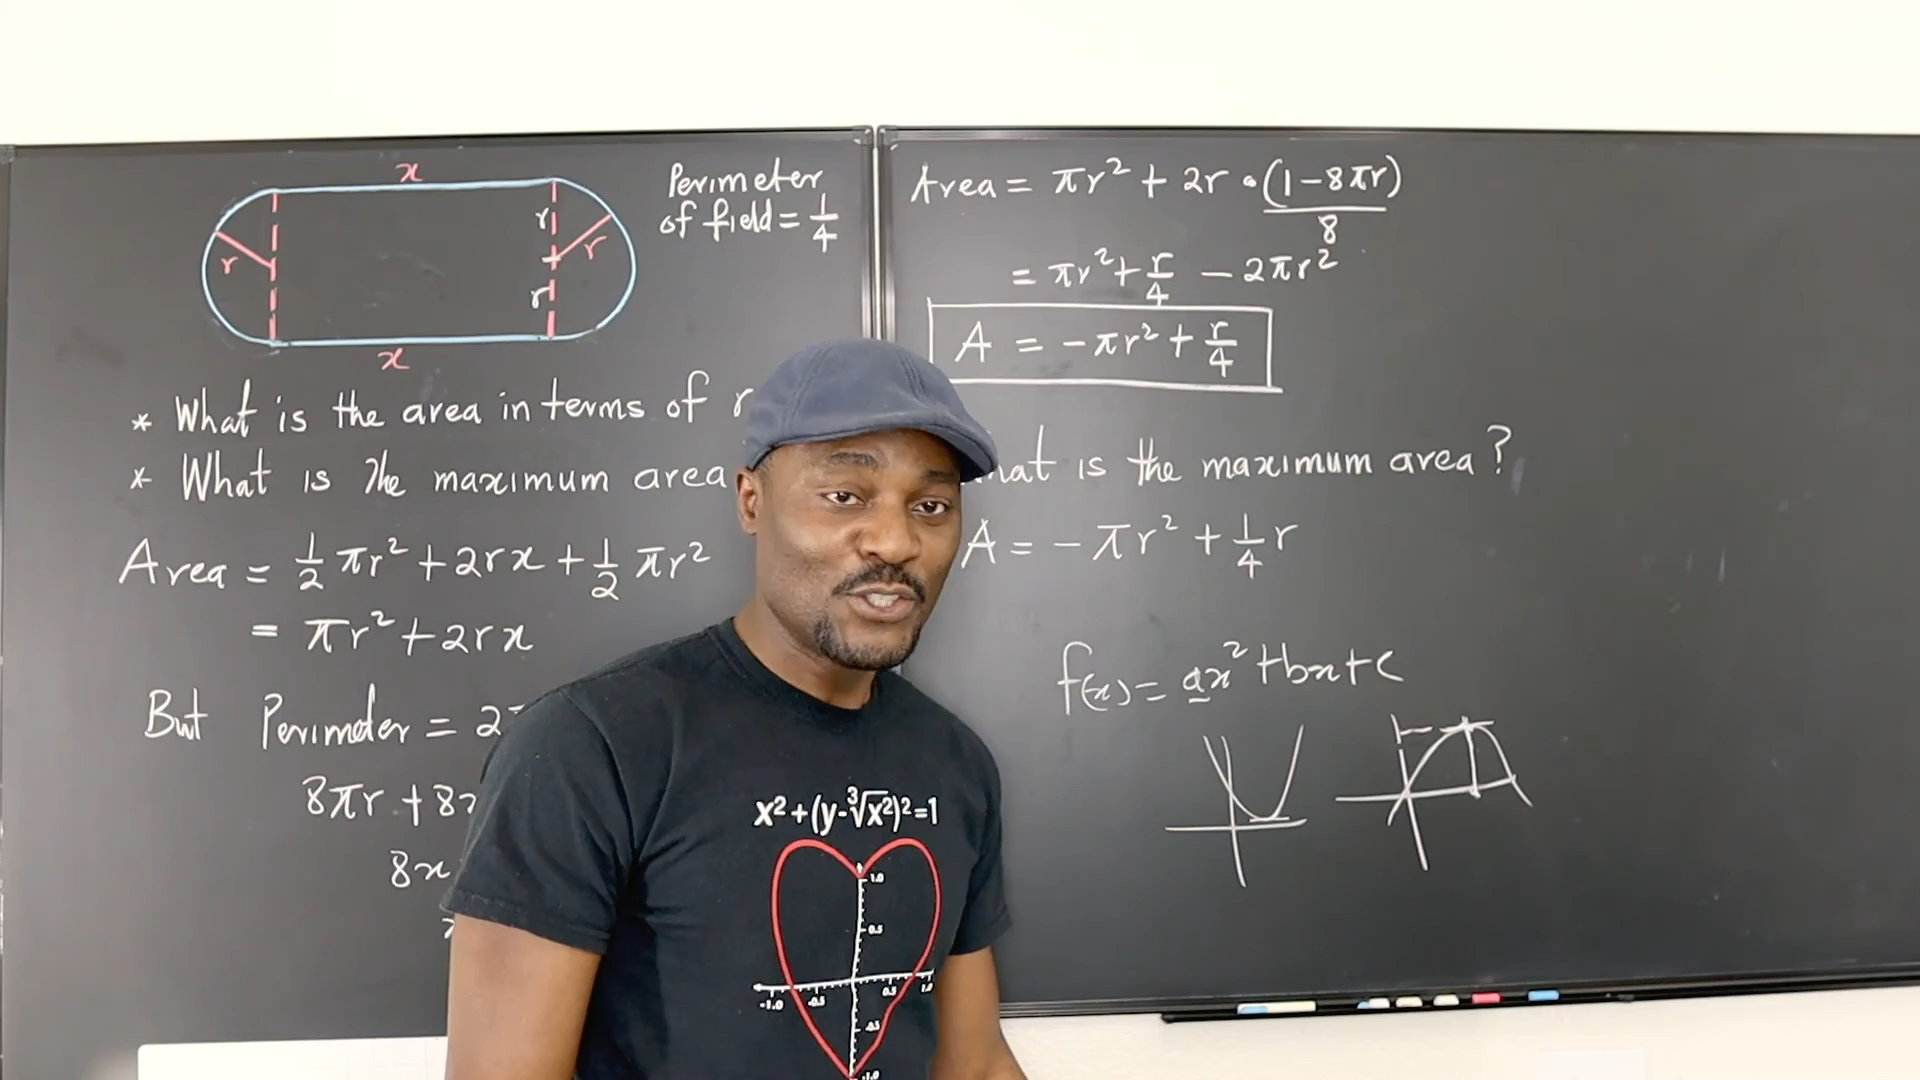 x
r
r
r
r
x
Perimeter
of field = 1/4
* What is the area in terms of r
* What is the maximum area
Area = 1/2 πr² + 2rx + 1/2 πr²
= πr² + 2rx
But Perimeter = 2
8πr + 8
8x
Area = πr² + 2r • (1-8πr)/8
= πr² + r/4 - 2πr²
A = -πr² + r/4
is the maximum area?
A = -πr² + 1/4 r
f(x) = ax² + bx + c
x² + (y-∛x²)² = 1
1.0
0.5
-1.0 -0.5 0.5 1.0
-0.5
-1.0